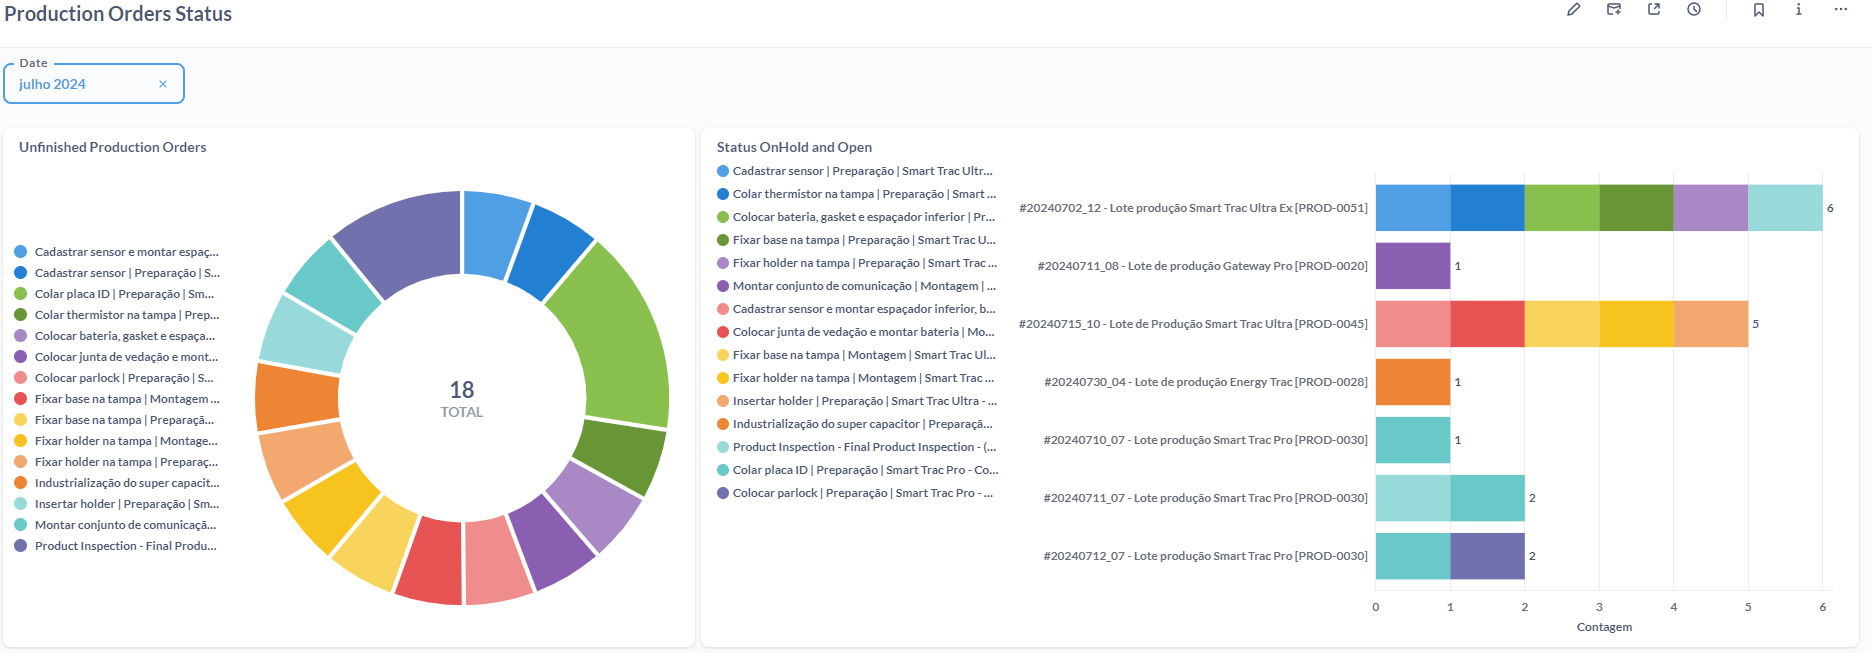 Production Orders Status
Date
julho 2024
Unfinished Production Orders
Cadastrar sensor e montar espaç...
Cadastrar sensor | Preparação | S...
Colar placa ID | Preparação | Sm...
Colar thermistor na tampa | Prep...
Colocar bateria, gasket e espaça...
Colocar junta de vedação e mont...
Colocar parlock | Preparação | S...
Fixar base na tampa | Montagem ...
Fixar base na tampa | Preparaçã...
Fixar holder na tampa | Montage...
Fixar holder na tampa | Preparaç...
Industrialização do super capacit...
Insertar holder | Preparação | Sm...
Montar conjunto de comunicaçã...
Product Inspection - Final Produ...
18
TOTAL
Status OnHold and Open
Cadastrar sensor | Preparação | Smart Trac Ultr...
Colar thermistor na tampa | Preparação | Smart ...
Colocar bateria, gasket e espaçador inferior | Pr...
Fixar base na tampa | Preparação | Smart Trac U...
Fixar holder na tampa | Preparação | Smart Trac ...
Montar conjunto de comunicação | Montagem | ...
Cadastrar sensor e montar espaçador inferior, b...
Colocar junta de vedação e montar bateria | Mo...
Fixar base na tampa | Montagem | Smart Trac Ul...
Fixar holder na tampa | Montagem | Smart Trac ...
Insertar holder | Preparação | Smart Trac Ultra - ...
Industrialização do super capacitor | Preparaçã...
Product Inspection - Final Product Inspection - (...
Colar placa ID | Preparação | Smart Trac Pro - Co...
Colocar parlock | Preparação | Smart Trac Pro - ...
#20240702_12 - Lote produção Smart Trac Ultra Ex [PROD-0051] 6
#20240711_08 - Lote de produção Gateway Pro [PROD-0020] 1
#20240715_10 - Lote de Produção Smart Trac Ultra [PROD-0045] 5
#20240730_04 - Lote de produção Energy Trac [PROD-0028] 1
#20240710_07 - Lote produção Smart Trac Pro [PROD-0030] 1
#20240711_07 - Lote produção Smart Trac Pro [PROD-0030] 2
#20240712_07 - Lote produção Smart Trac Pro [PROD-0030] 2
0 1 2 3 4 5 6
Contagem